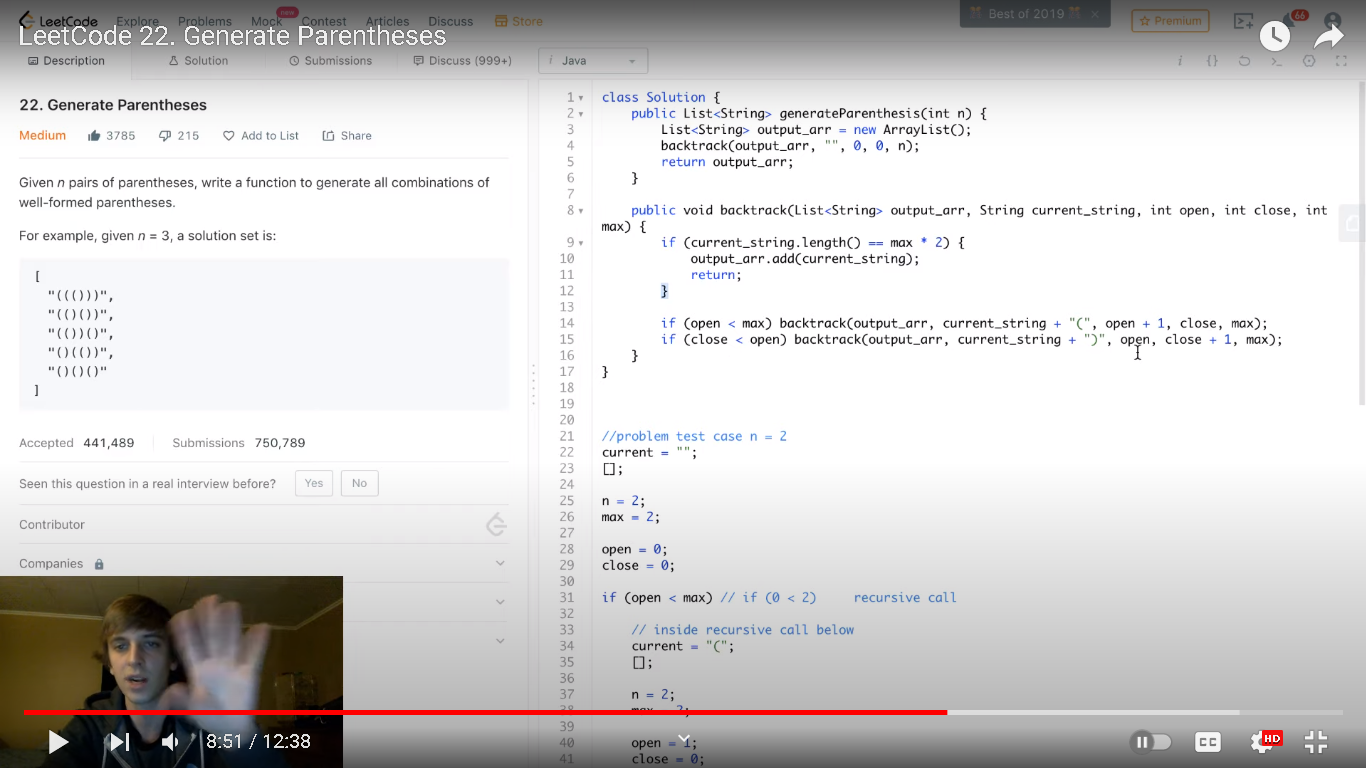 LeetCode Explore Problems Mock new Contest Articles Discuss Store Best of 2019 × Premium 66
LeetCode 22. Generate Parentheses
Description Solution Submissions Discuss (999+)
i Java
22. Generate Parentheses
Medium 3785 215 Add to List Share
Given n pairs of parentheses, write a function to generate all combinations of
well-formed parentheses.
For example, given n = 3, a solution set is:
[
"((()))",
"(()())",
"(())()",
"()(())",
"()()()"
]
Accepted 441,489 Submissions 750,789
Seen this question in a real interview before? Yes No
Contributor
Companies
1 class Solution {
2 public List<String> generateParenthesis(int n) {
3 List<String> output_arr = new ArrayList();
4 backtrack(output_arr, "", 0, 0, n);
5 return output_arr;
6 }
7
8 public void backtrack(List<String> output_arr, String current_string, int open, int close, int
max) {
9 if (current_string.length() == max * 2) {
10 output_arr.add(current_string);
11 return;
12 }
13
14 if (open < max) backtrack(output_arr, current_string + "(", open + 1, close, max);
15 if (close < open) backtrack(output_arr, current_string + ")", open, close + 1, max);
16 }
17 }
18
19
20
21 //problem test case n = 2
22 current = "";
23 [];
24
25 n = 2;
26 max = 2;
27
28 open = 0;
29 close = 0;
30
31 if (open < max) // if (0 < 2) recursive call
32
33 // inside recursive call below
34 current = "(";
35 [];
36
37 n = 2;
38 max = 2;
39
40 open = 1;
41 close = 0;
8:51 / 12:38
CC HD